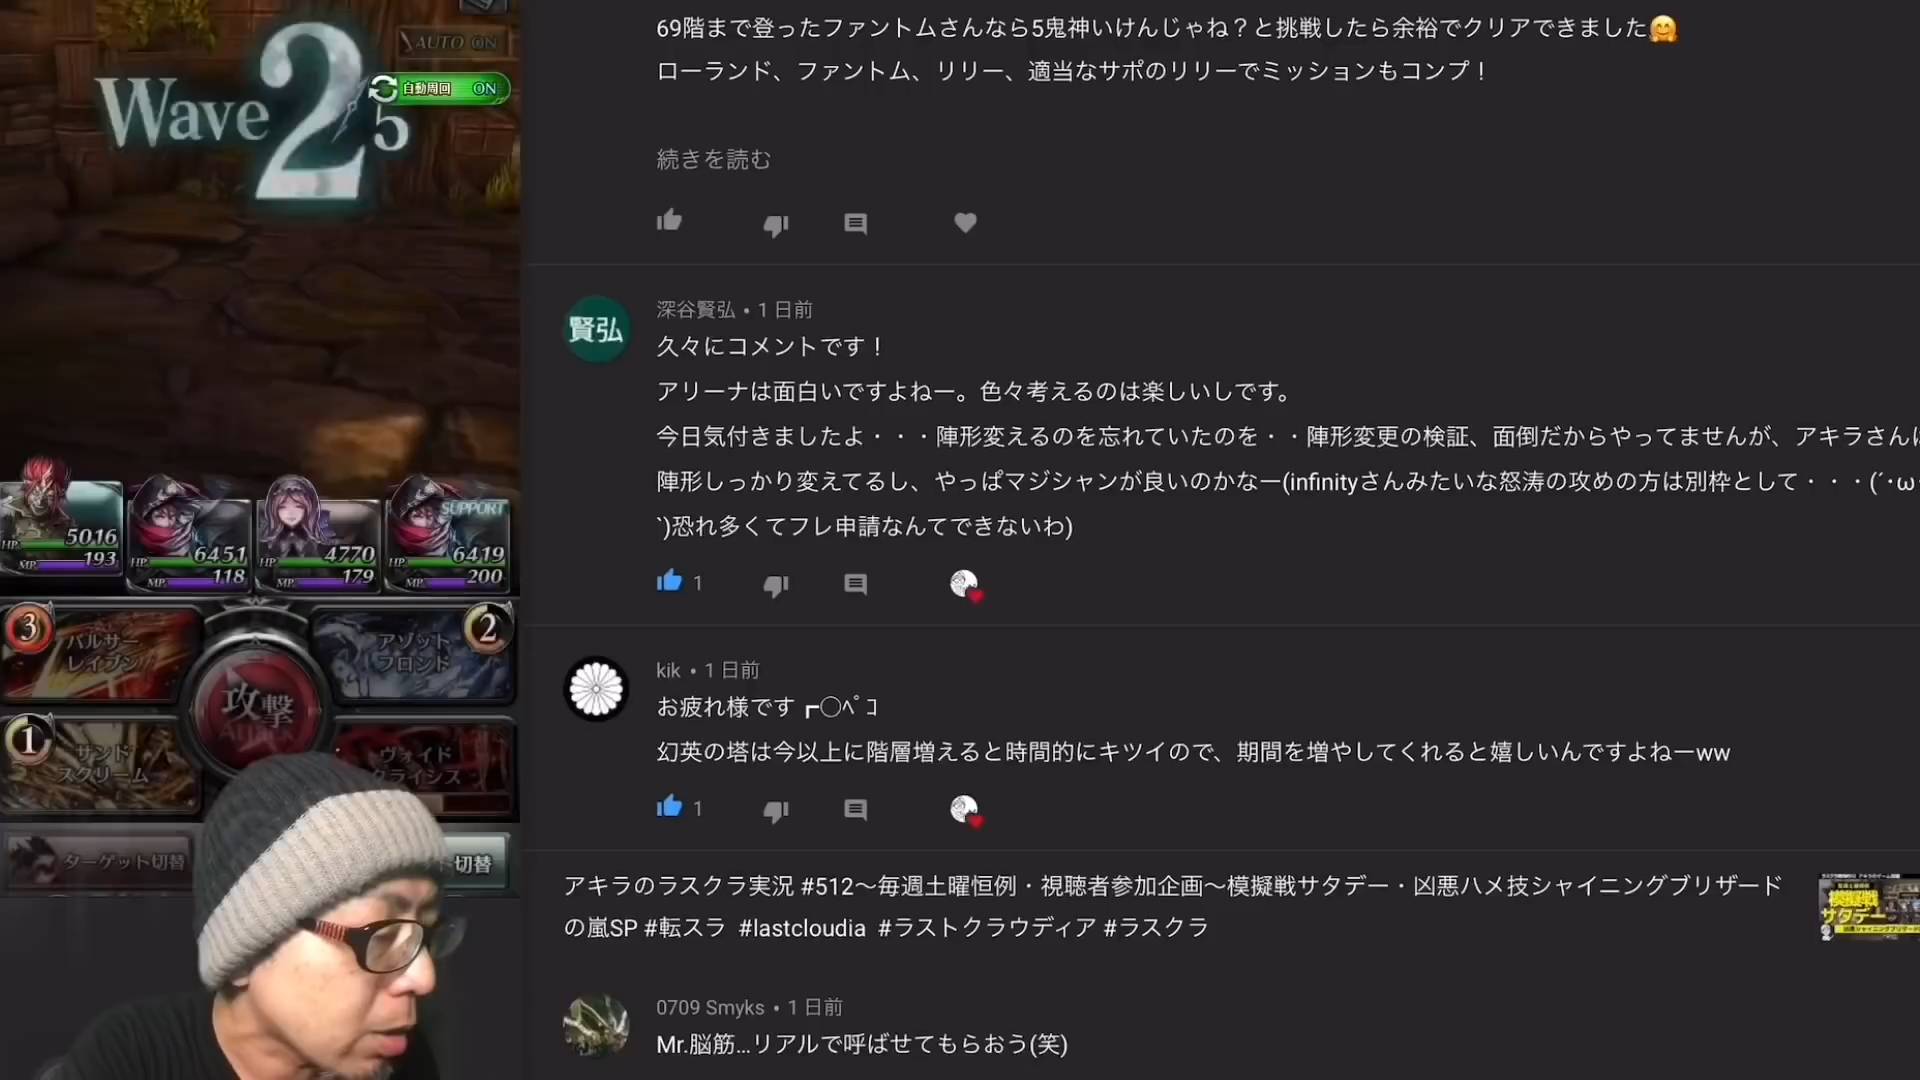 Wave 2 5
AUTO ON
自動周回 ON
HP 5016
MP 193
HP 6451
MP 118
HP 4770
MP 179
SUPPORT
HP 6419
MP 200
3
バルサー
レイブン
アゾット
フロンド
2
攻撃
Attack
1
サンド
スクリーム
ヴォイド
クライシス
ターゲット切替
切替
69階まで登ったファントムさんなら5鬼神いけんじゃね？と挑戦したら余裕でクリアできました🤗
ローランド、ファントム、リリー、適当なサポのリリーでミッションもコンプ！
続きを読む
賢弘
深谷賢弘 • 1 日前
久々にコメントです！
アリーナは面白いですよねー。色々考えるのは楽しいしです。
今日気付きましたよ・・・陣形変えるのを忘れていたのを・・陣形変更の検証、面倒だからやってませんが、アキラさんは
陣形しっかり変えてるし、やっぱマジシャンが良いのかなー(infinityさんみたいな怒涛の攻めの方は別枠として・・・(´･ω･
`)恐れ多くてフレ申請なんてできないわ)
1
kik • 1 日前
お疲れ様です┏○ﾍﾟｺ
幻英の塔は今以上に階層増えると時間的にキツイので、期間を増やしてくれると嬉しいんですよねーww
1
アキラのラスクラ実況 #512〜毎週土曜恒例・視聴者参加企画〜模擬戦サタデー・凶悪ハメ技シャイニングブリザード
の嵐SP #転スラ #lastcloudia #ラストクラウディア #ラスクラ
模擬戦
サタデー
0709 Smyks • 1 日前
Mr.脳筋...リアルで呼ばせてもらおう(笑)